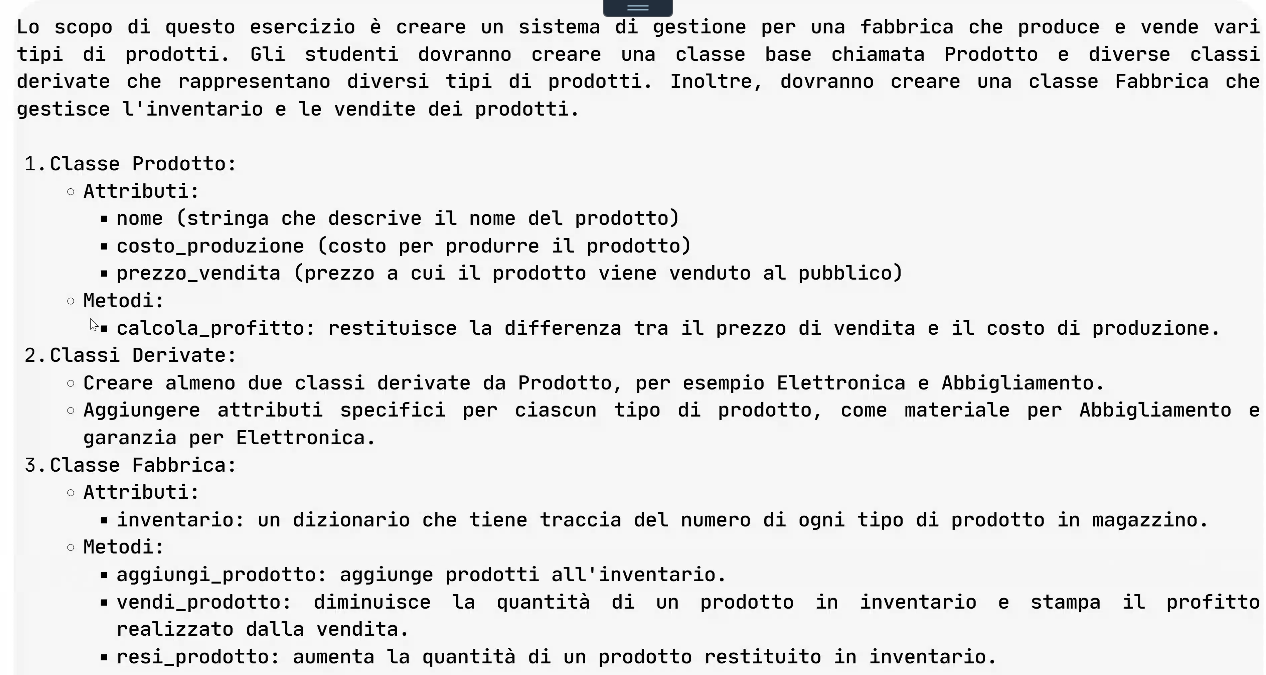 Lo scopo di questo esercizio è creare un sistema di gestione per una fabbrica che produce e vende vari
tipi di prodotti. Gli studenti dovranno creare una classe base chiamata Prodotto e diverse classi
derivate che rappresentano diversi tipi di prodotti. Inoltre, dovranno creare una classe Fabbrica che
gestisce l'inventario e le vendite dei prodotti.
1. Classe Prodotto:
○ Attributi:
▪ nome (stringa che descrive il nome del prodotto)
▪ costo_produzione (costo per produrre il prodotto)
▪ prezzo_vendita (prezzo a cui il prodotto viene venduto al pubblico)
○ Metodi:
▪ calcola_profitto: restituisce la differenza tra il prezzo di vendita e il costo di produzione.
2. Classi Derivate:
○ Creare almeno due classi derivate da Prodotto, per esempio Elettronica e Abbigliamento.
○ Aggiungere attributi specifici per ciascun tipo di prodotto, come materiale per Abbigliamento e
garanzia per Elettronica.
3. Classe Fabbrica:
○ Attributi:
▪ inventario: un dizionario che tiene traccia del numero di ogni tipo di prodotto in magazzino.
○ Metodi:
▪ aggiungi_prodotto: aggiunge prodotti all'inventario.
▪ vendi_prodotto: diminuisce la quantità di un prodotto in inventario e stampa il profitto
realizzato dalla vendita.
▪ resi_prodotto: aumenta la quantità di un prodotto restituito in inventario.